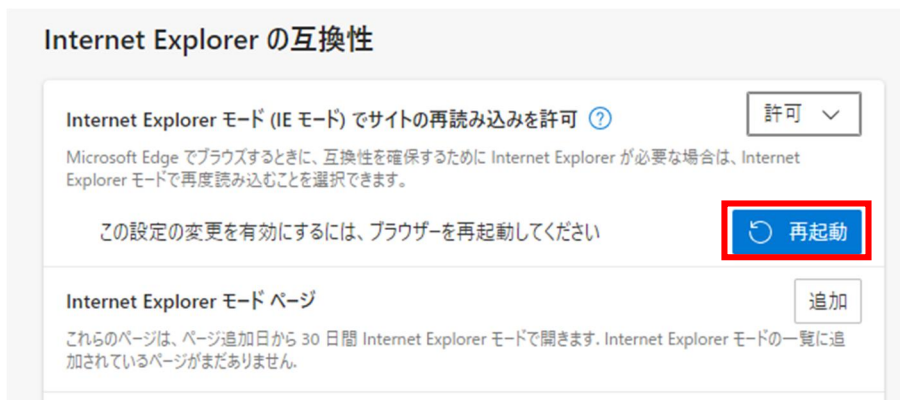 Internet Explorer の互換性
Internet Explorer モード (IE モード) でサイトの再読み込みを許可 ?
許可
Microsoft Edge でブラウズするときに、互換性を確保するために Internet Explorer が必要な場合は、Internet
Explorer モードで再度読み込むことを選択できます。
この設定の変更を有効にするには、ブラウザーを再起動してください
再起動
Internet Explorer モード ページ
追加
これらのページは、ページ追加日から 30 日間 Internet Explorer モードで開きます. Internet Explorer モードの一覧に追
加されているページがまだありません.